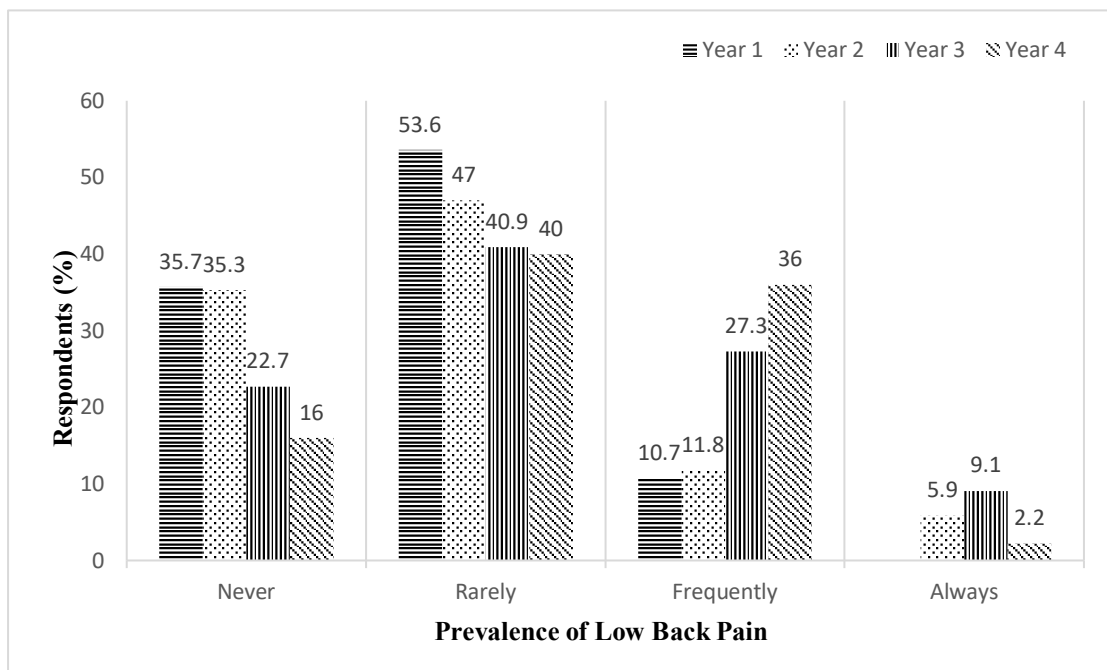 Year 1 Year 2 Year 3 Year 4
Respondents (%)
60
50
40
30
20
10
0
35.7 35.3 22.7 16
53.6 47 40.9 40
10.7 11.8 27.3 36
5.9 9.1 2.2
Never Rarely Frequently Always
Prevalence of Low Back Pain